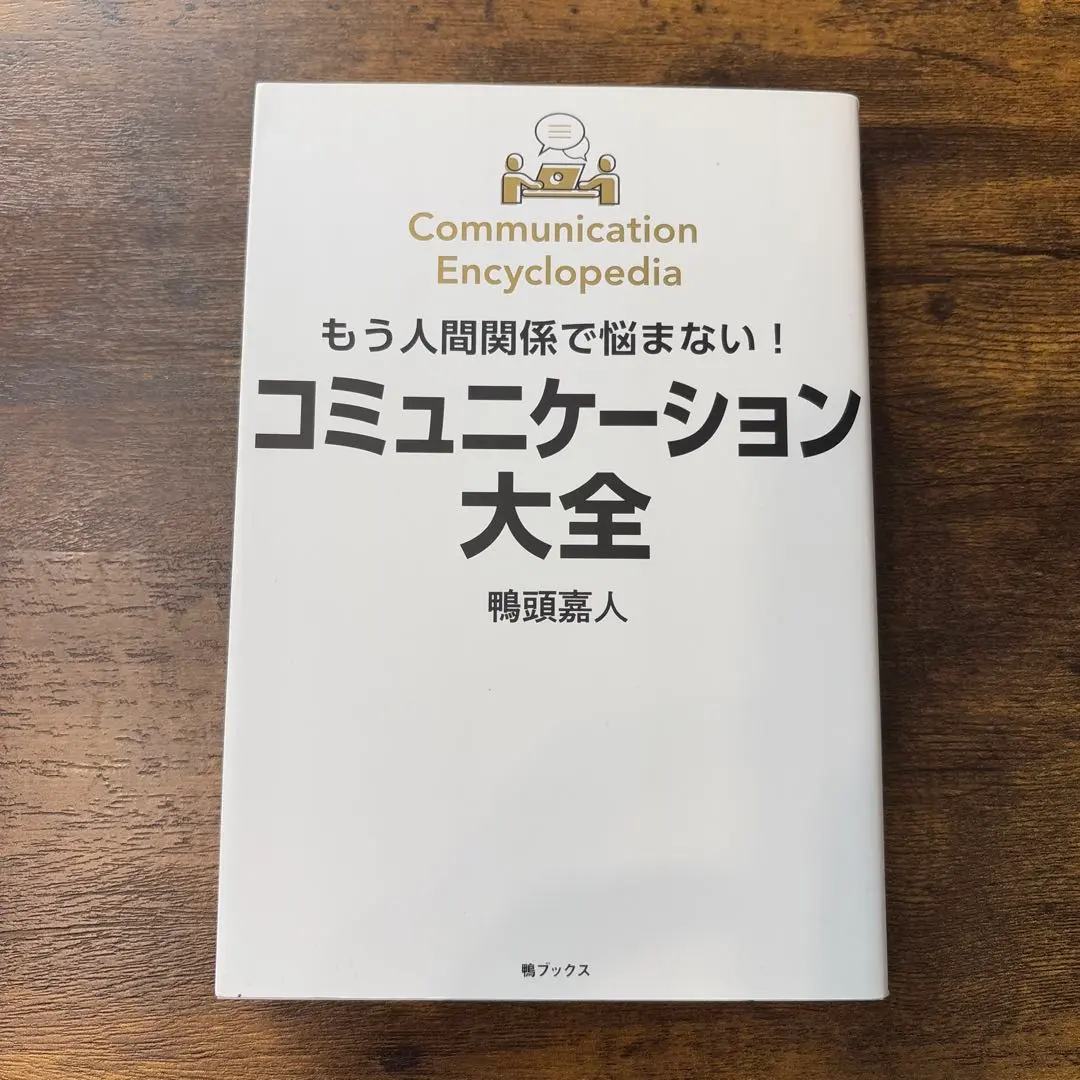 Communication
Encyclopedia
もう人間関係で悩まない！
コミュニケーション
大全
鴨頭嘉人
鴨ブックス